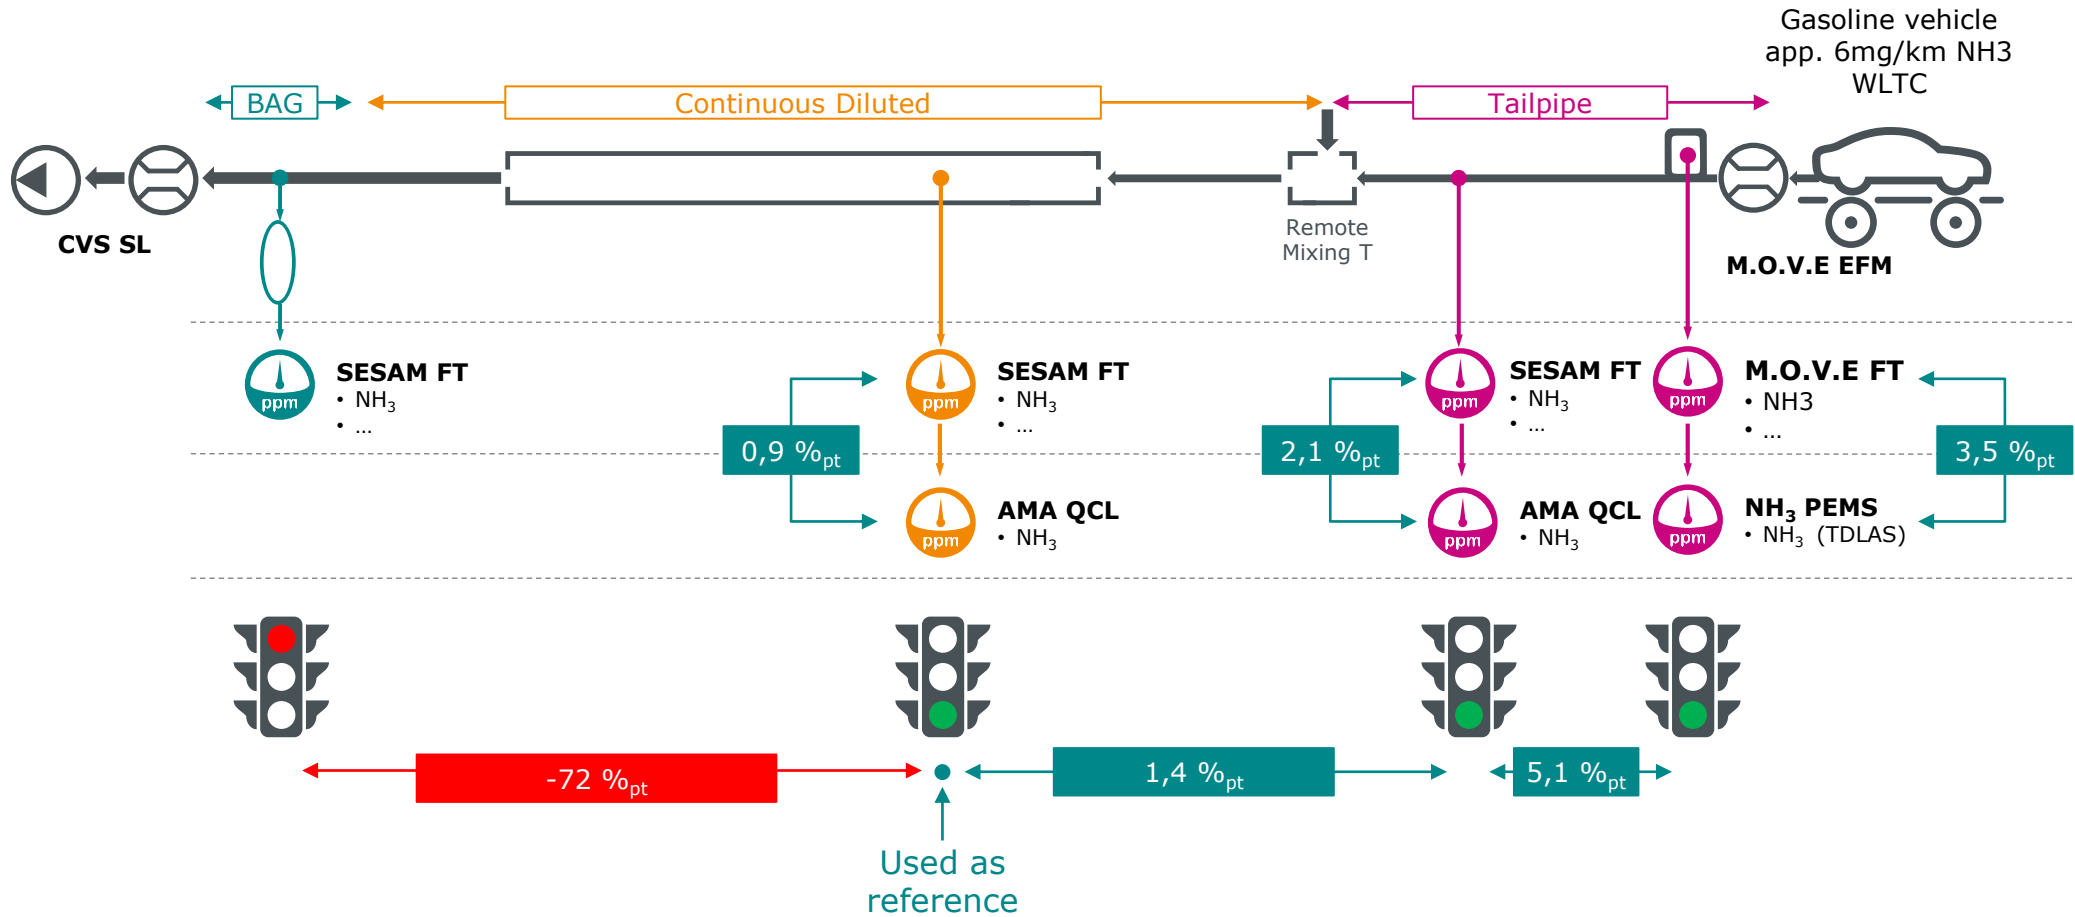 Gasoline vehicle
app. 6mg/km NH3
WLTC
BAG
Continuous Diluted
Tailpipe
CVS SL
Remote
Mixing T
M.O.V.E EFM
ppm
SESAM FT
• NH₃
• ...
ppm
SESAM FT
• NH₃
• ...
ppm
SESAM FT
• NH₃
• ...
ppm
M.O.V.E FT
• NH3
• ...
0,9 %pt
2,1 %pt
3,5 %pt
ppm
AMA QCL
• NH₃
ppm
AMA QCL
• NH₃
ppm
NH₃ PEMS
• NH₃ (TDLAS)
-72 %pt
1,4 %pt
5,1 %pt
Used as
reference